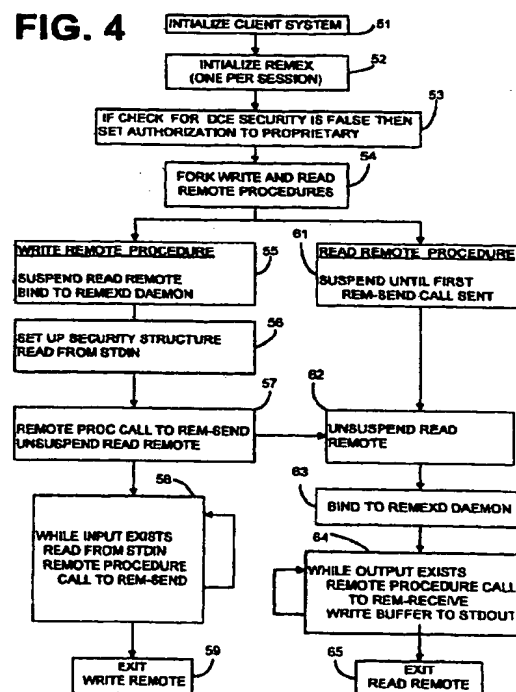 FIG. 4
INTIALIZE CLIENT SYSTEM
51
INTIALIZE REMEX
(ONE PER SESSION)
52
IF CHECK FOR DCE SECURITY IS FALSE THEN
SET AUTHORIZATION TO PROPRIETARY
53
FORK WRITE AND READ
REMOTE PROCEDURES
54
WRITE REMOTE PROCEDURE
SUSPEND READ REMOTE
BIND TO REMEXD DAEMON
55
SET UP SECURITY STRUCTURE
READ FROM STDIN
56
REMOTE PROC CALL TO REM-SEND
UNSUSPEND READ REMOTE
57
58
WHILE INPUT EXISTS
READ FROM STDIN
REMOTE PROCEDURE
CALL TO REM-SEND
EXIT
WRITE REMOTE
59
61
READ REMOTE PROCEDURE
SUSPEND UNTIL FIRST
REM-SEND CALL SENT
62
UNSUSPEND READ
REMOTE
63
BIND TO REMEXD DAEMON
64
WHILE OUTPUT EXISTS
REMOTE PROCEDURE CALL
TO REM-RECEIVE
WRITE BUFFER TO STDOUT
65
EXIT
READ REMOTE